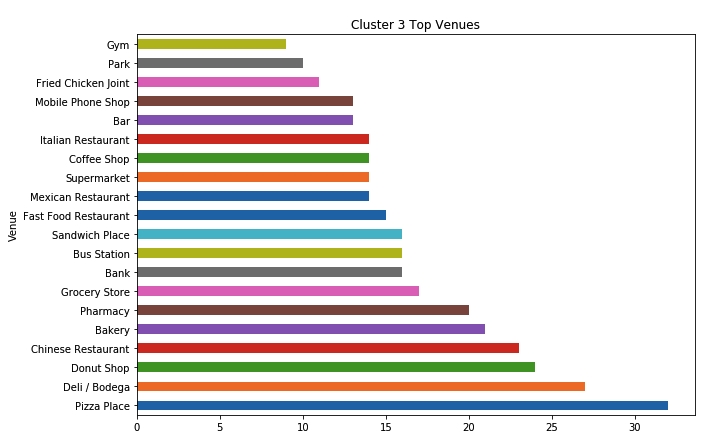 Cluster 3 Top Venues
Gym
Park
Fried Chicken Joint
Mobile Phone Shop
Bar
Italian Restaurant
Coffee Shop
Supermarket
Mexican Restaurant
Fast Food Restaurant
Sandwich Place
Bus Station
Bank
Grocery Store
Pharmacy
Bakery
Chinese Restaurant
Donut Shop
Deli / Bodega
Pizza Place
Venue
0 5 10 15 20 25 30